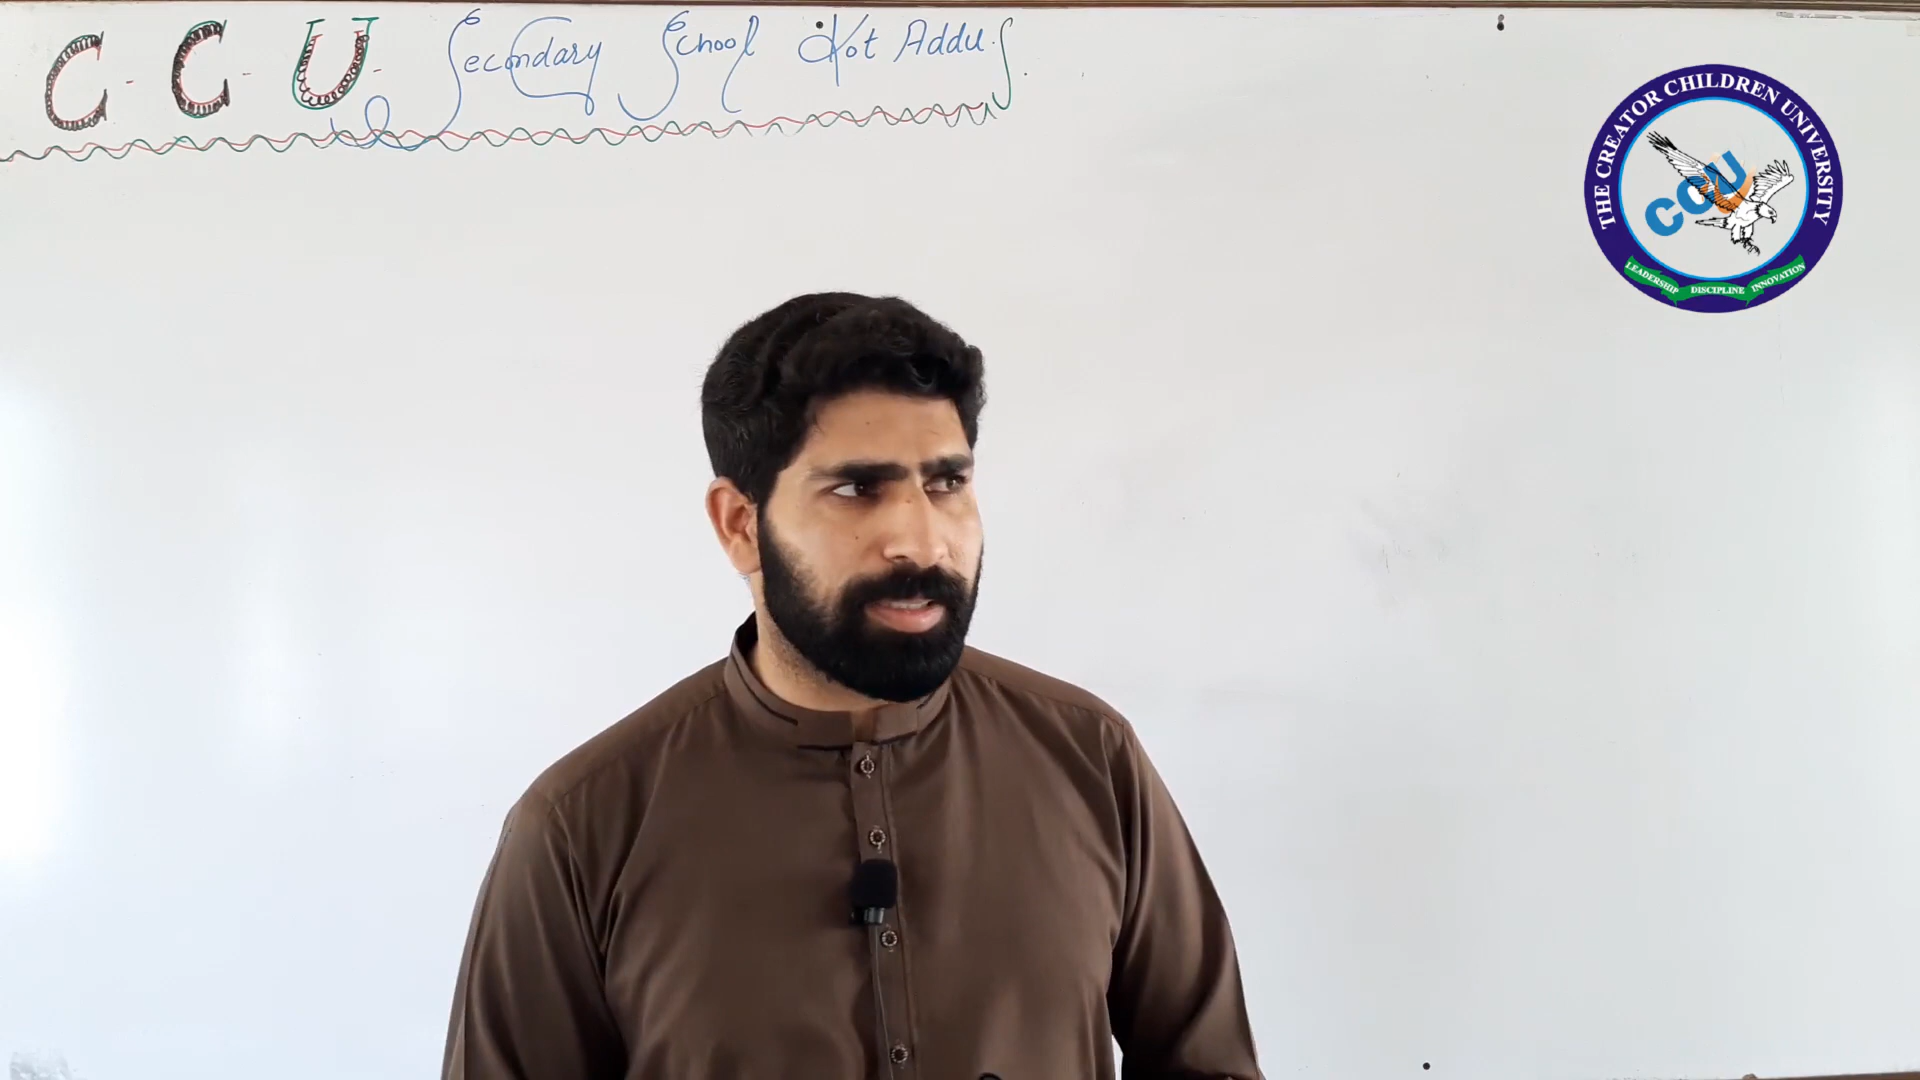 C. C. U. Secondary School Kot Addu.
THE CREATOR CHILDREN UNIVERSITY
CCU
LEADERSHIP DISCIPLINE INNOVATION